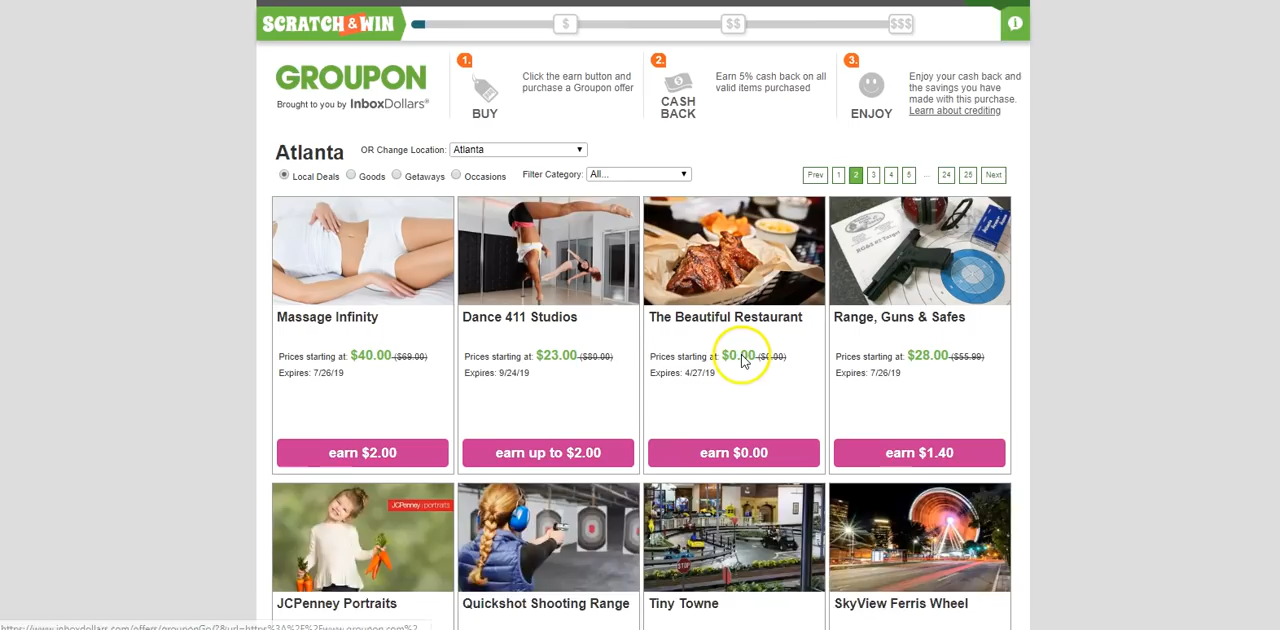 SCRATCH & WIN
$ $$ $$$
GROUPON
Brought to you by InboxDollars®
1.
BUY
Click the earn button and
purchase a Groupon offer
2.
CASH
BACK
Earn 5% cash back on all
valid items purchased
3.
ENJOY
Enjoy your cash back and
the savings you have
made with this purchase.
Learn about crediting
Atlanta OR Change Location: Atlanta
Local Deals Goods Getaways Occasions Filter Category: All...
Prev 1 2 3 4 5 ... 24 25 Next
Massage Infinity
Prices starting at: $40.00 ($69.00)
Expires: 7/26/19
earn $2.00
Dance 411 Studios
Prices starting at: $23.00 ($80.00)
Expires: 9/24/19
earn up to $2.00
The Beautiful Restaurant
Prices starting at: $0.00 ($0.00)
Expires: 4/27/19
earn $0.00
Range, Guns & Safes
Prices starting at: $28.00 ($55.99)
Expires: 7/26/19
earn $1.40
JCPenney portraits
JCPenney Portraits
Quickshot Shooting Range
STOP
Tiny Towne
SkyView Ferris Wheel